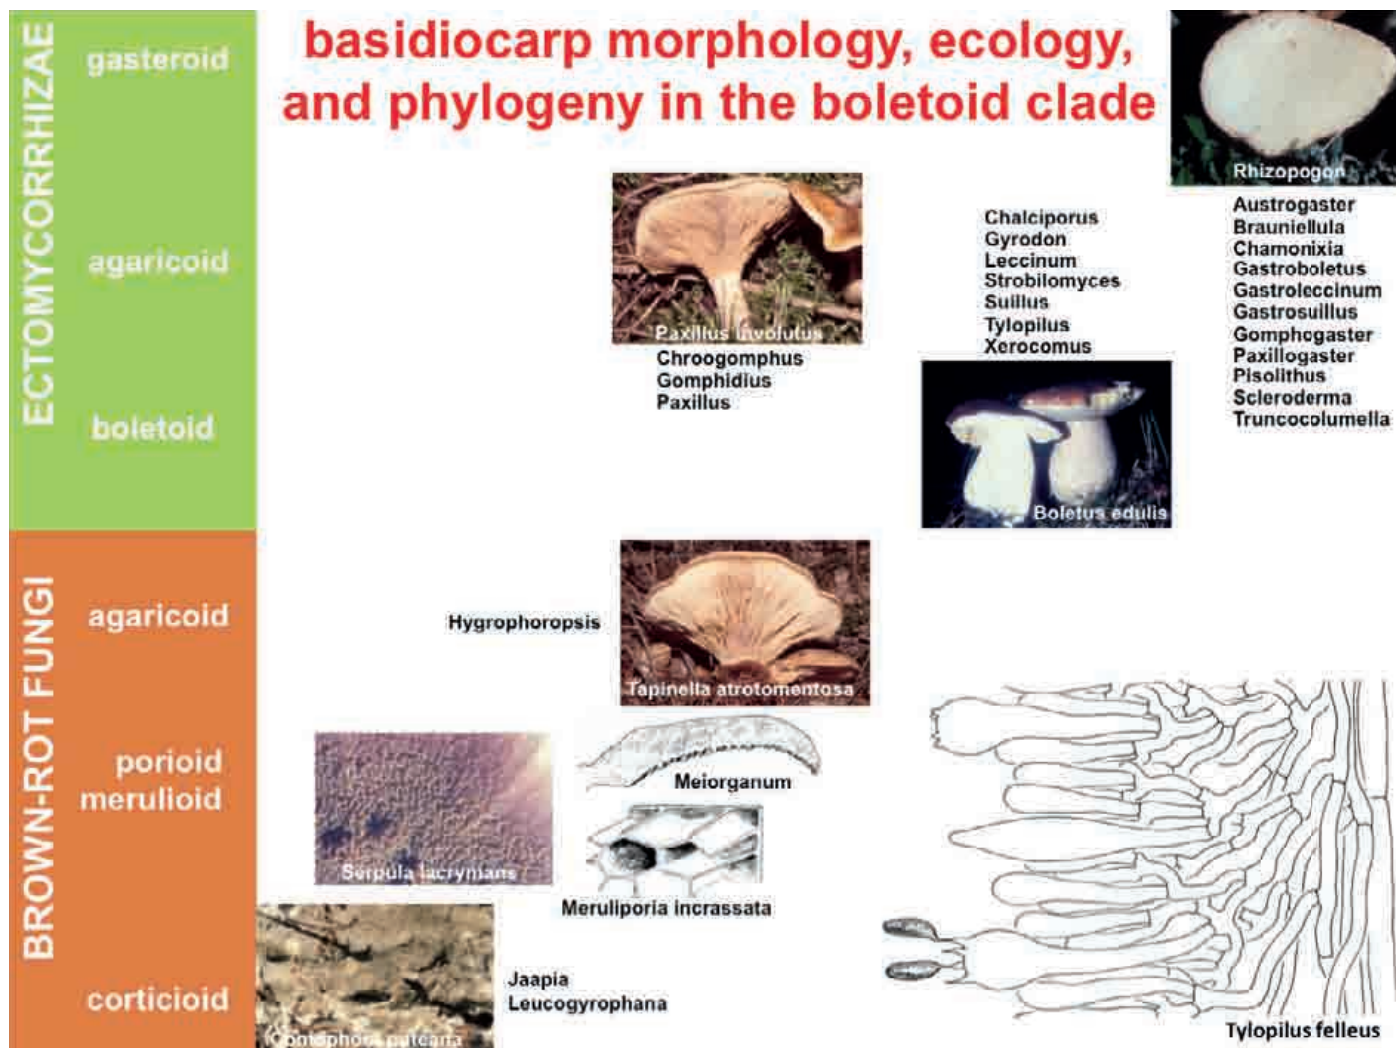 basidiocarp morphology, ecology,
and phylogeny in the boletoid clade
ECTOMYCORRHIZAE
gasteroid
agaricoid
boletoid
BROWN-ROT FUNGI
agaricoid
porioid
merulioid
corticioid
Rhizopogon
Austrogaster
Brauniellula
Chamonixia
Gastroboletus
Gastroleccinum
Gastrosuillus
Gomphogaster
Paxillogaster
Pisolithus
Scleroderma
Truncocolumella
Paxillus involutus
Chroogomphus
Gomphidius
Paxillus
Chalciporus
Gyrodon
Leccinum
Strobilomyces
Suillus
Tylopilus
Xerocomus
Boletus edulis
Hygrophoropsis
Tapinella atrotomentosa
Serpula lacrymans
Meiorganum
Meruliporia incrassata
Coniophora puteana
Jaapia
Leucogyrophana
Tylopilus felleus